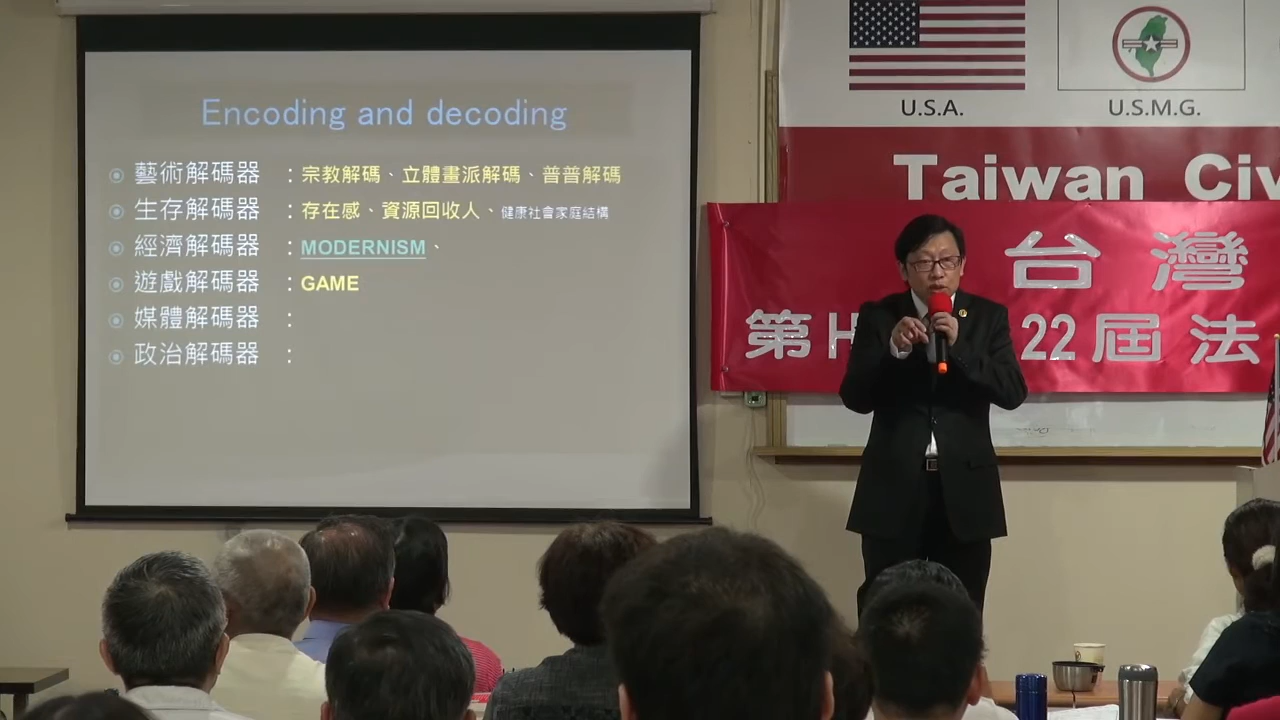 Encoding and decoding
藝術解碼器 : 宗教解碼、立體畫派解碼、普普解碼
生存解碼器 : 存在感、資源回收人、健康社會家庭結構
經濟解碼器 : MODERNISM、
遊戲解碼器 : GAME
媒體解碼器 :
政治解碼器 :
U.S.A. U.S.M.G.
Taiwan Civ
台灣
第H 22屆法